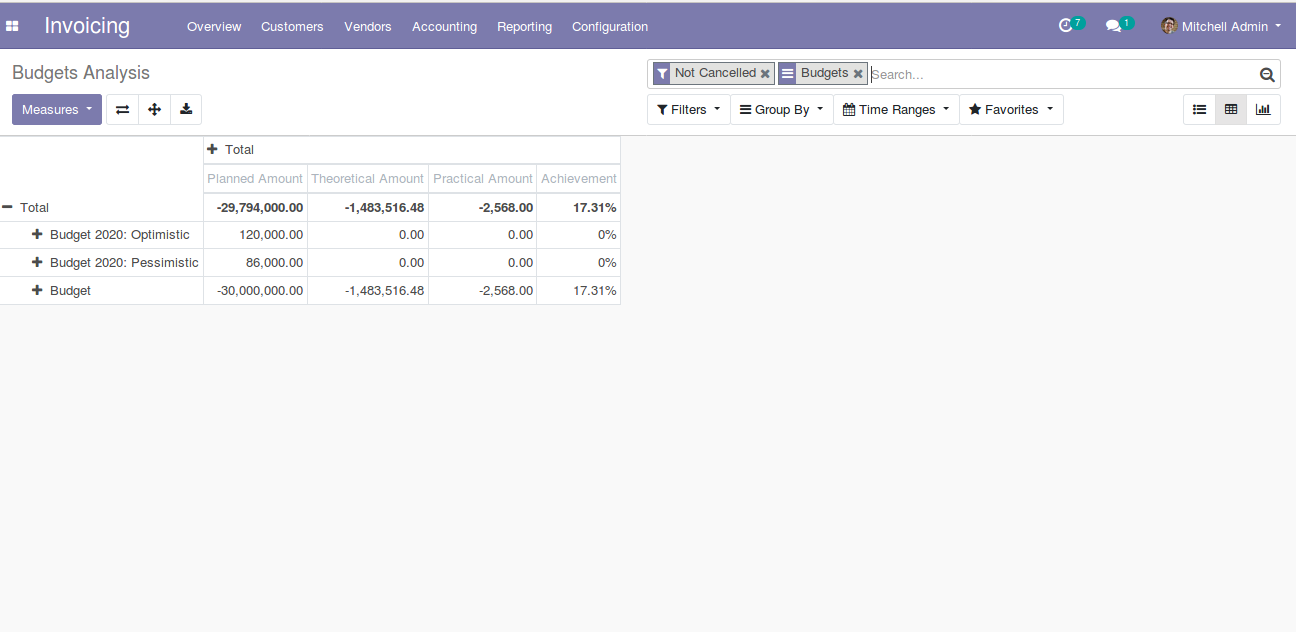 Invoicing Overview Customers Vendors Accounting Reporting Configuration 7 1 Mitchell Admin
Budgets Analysis
Not Cancelled Budgets Search...
Measures Filters Group By Time Ranges Favorites
Total
Planned Amount Theoretical Amount Practical Amount Achievement
Total -29,794,000.00 -1,483,516.48 -2,568.00 17.31%
Budget 2020: Optimistic 120,000.00 0.00 0.00 0%
Budget 2020: Pessimistic 86,000.00 0.00 0.00 0%
Budget -30,000,000.00 -1,483,516.48 -2,568.00 17.31%